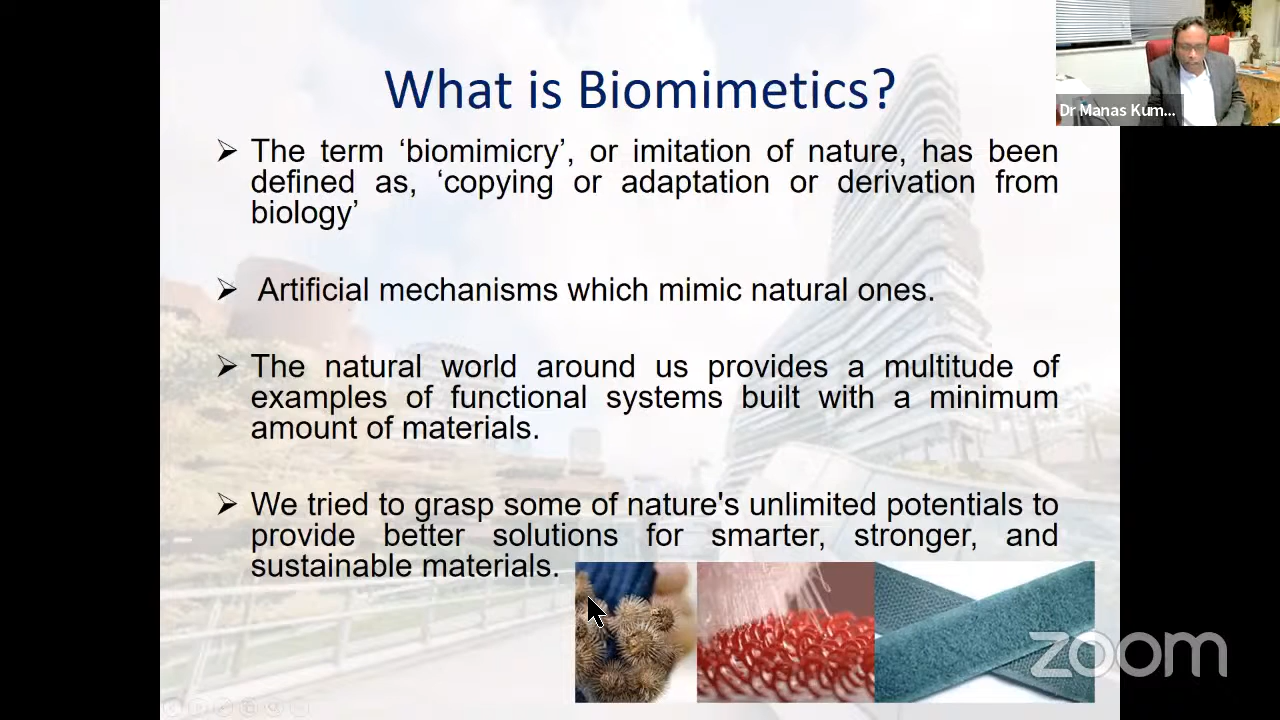 What is Biomimetics?
The term ‘biomimicry’, or imitation of nature, has been
defined as, ‘copying or adaptation or derivation from
biology’
Artificial mechanisms which mimic natural ones.
The natural world around us provides a multitude of
examples of functional systems built with a minimum
amount of materials.
We tried to grasp some of nature's unlimited potentials to
provide better solutions for smarter, stronger, and
sustainable materials.
Dr Manas Kum...
zoom